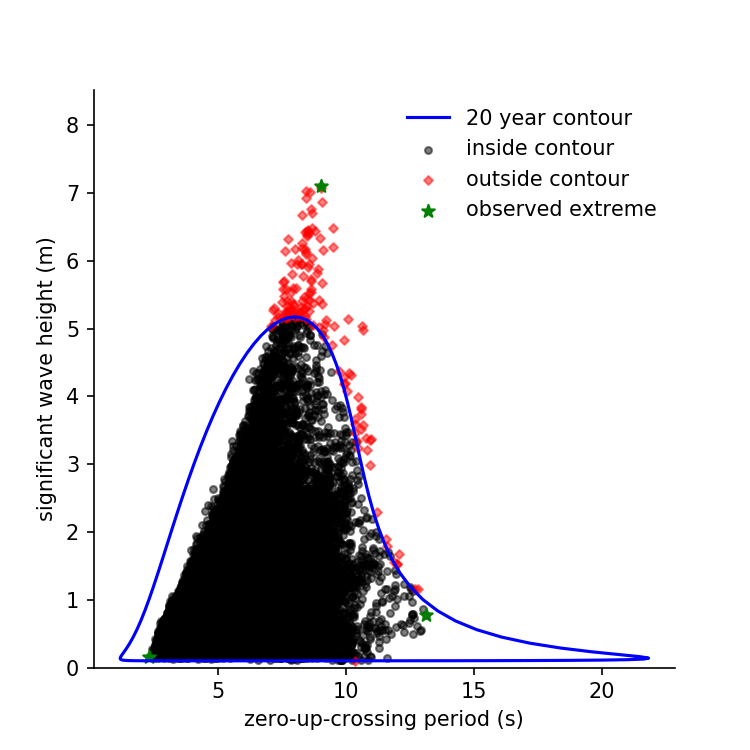 20 year contour
inside contour
outside contour
observed extreme
8
7
6
5
4
3
2
1
0
significant wave height (m)
5 10 15 20
zero-up-crossing period (s)